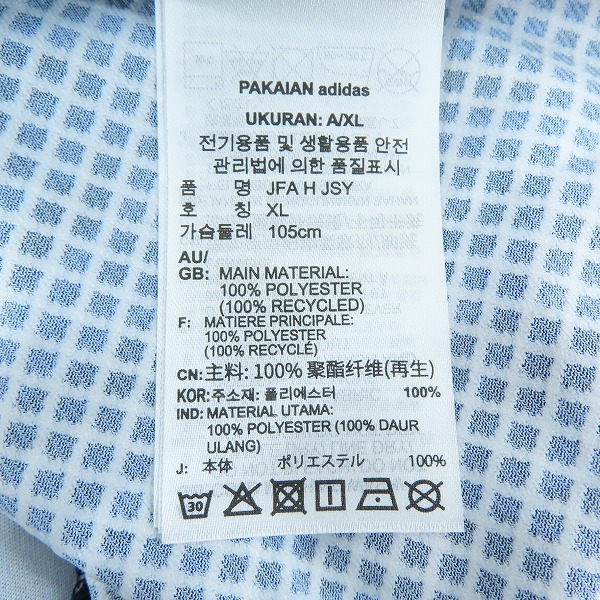 PAKAIAN adidas
UKURAN: A/XL
전기용품 및 생활용품 안전
관리법에 의한 품질표시
품 명 JFA H JSY
호 칭 XL
가슴둘레 105cm
AU/
GB: MAIN MATERIAL:
100% POLYESTER
(100% RECYCLED)
F: MATIERE PRINCIPALE:
100% POLYESTER
(100% RECYCLÉ)
CN: 主料: 100% 聚酯纤维(再生)
KOR: 주소재: 폴리에스터 100%
IND: MATERIAL UTAMA:
100% POLYESTER (100% DAUR
ULANG)
J: 本体 ポリエステル 100%
30